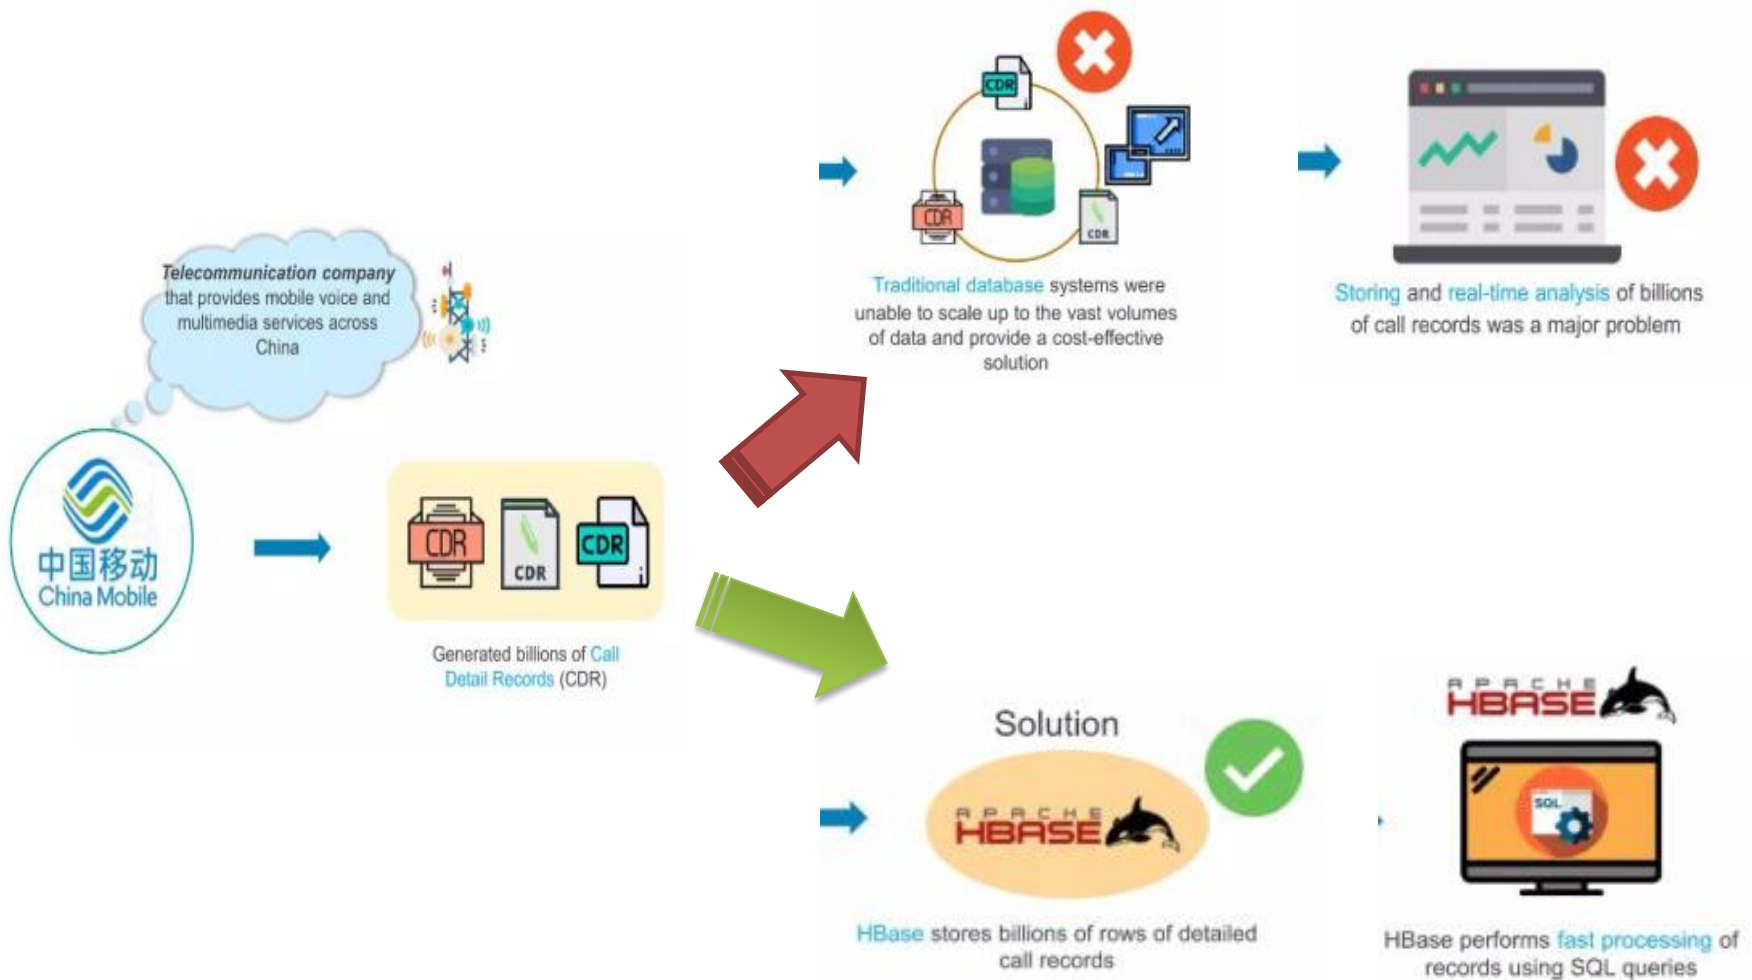 Telecommunication company
that provides mobile voice and
multimedia services across
China
中国移动
China Mobile
CDR
CDR
CDR
Generated billions of Call
Detail Records (CDR)
CDR
CDR
CDR
Traditional database systems were
unable to scale up to the vast volumes
of data and provide a cost-effective
solution
Storing and real-time analysis of billions
of call records was a major problem
Solution
APACHE
HBASE
HBase stores billions of rows of detailed
call records
APACHE
HBASE
SQL
HBase performs fast processing of
records using SQL queries